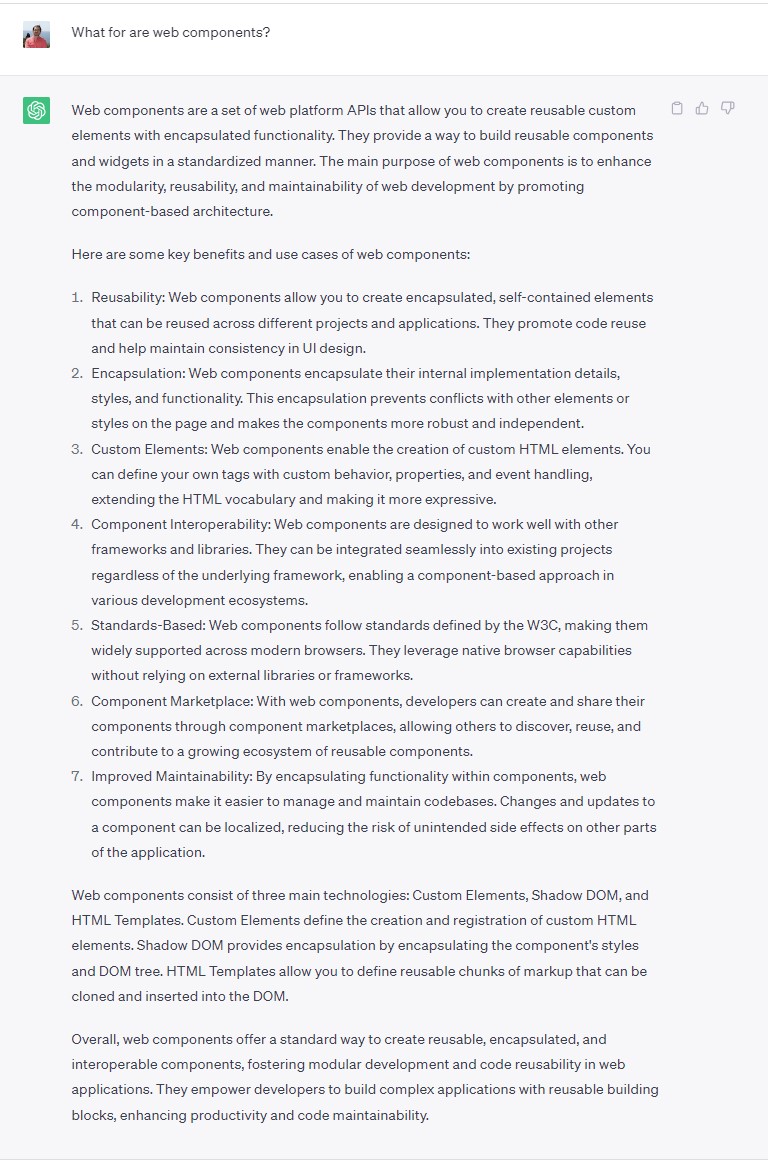 What for are web components?
Web components are a set of web platform APIs that allow you to create reusable custom
elements with encapsulated functionality. They provide a way to build reusable components
and widgets in a standardized manner. The main purpose of web components is to enhance
the modularity, reusability, and maintainability of web development by promoting
component-based architecture.
Here are some key benefits and use cases of web components:
1. Reusability: Web components allow you to create encapsulated, self-contained elements
that can be reused across different projects and applications. They promote code reuse
and help maintain consistency in UI design.
2. Encapsulation: Web components encapsulate their internal implementation details,
styles, and functionality. This encapsulation prevents conflicts with other elements or
styles on the page and makes the components more robust and independent.
3. Custom Elements: Web components enable the creation of custom HTML elements. You
can define your own tags with custom behavior, properties, and event handling,
extending the HTML vocabulary and making it more expressive.
4. Component Interoperability: Web components are designed to work well with other
frameworks and libraries. They can be integrated seamlessly into existing projects
regardless of the underlying framework, enabling a component-based approach in
various development ecosystems.
5. Standards-Based: Web components follow standards defined by the W3C, making them
widely supported across modern browsers. They leverage native browser capabilities
without relying on external libraries or frameworks.
6. Component Marketplace: With web components, developers can create and share their
components through component marketplaces, allowing others to discover, reuse, and
contribute to a growing ecosystem of reusable components.
7. Improved Maintainability: By encapsulating functionality within components, web
components make it easier to manage and maintain codebases. Changes and updates to
a component can be localized, reducing the risk of unintended side effects on other parts
of the application.
Web components consist of three main technologies: Custom Elements, Shadow DOM, and
HTML Templates. Custom Elements define the creation and registration of custom HTML
elements. Shadow DOM provides encapsulation by encapsulating the component's styles
and DOM tree. HTML Templates allow you to define reusable chunks of markup that can be
cloned and inserted into the DOM.
Overall, web components offer a standard way to create reusable, encapsulated, and
interoperable components, fostering modular development and code reusability in web
applications. They empower developers to build complex applications with reusable building
blocks, enhancing productivity and code maintainability.